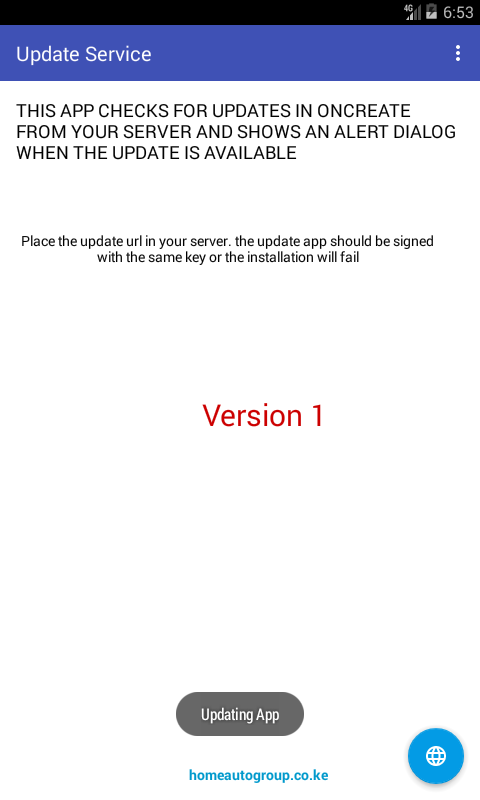 4G 6:53
Update Service
THIS APP CHECKS FOR UPDATES IN ONCREATE
FROM YOUR SERVER AND SHOWS AN ALERT DIALOG
WHEN THE UPDATE IS AVAILABLE
Place the update url in your server. the update app should be signed
with the same key or the installation will fail
Version 1
Updating App
homeautogroup.co.ke